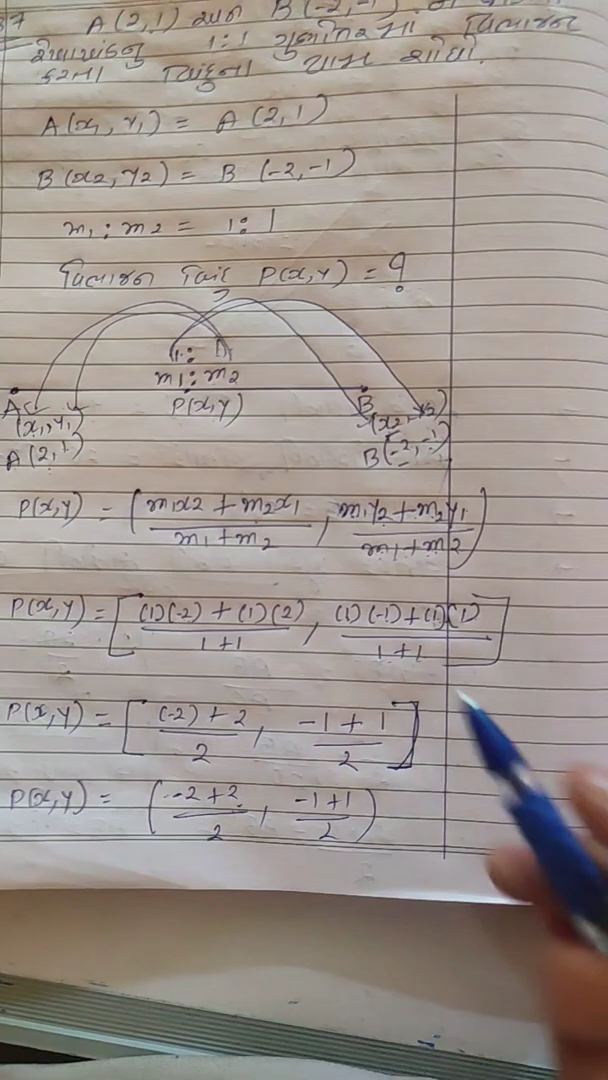 A(2,1) અને B(-2,-1)
1:1 ગુણોત્તરમાં વિભાજન
કરતા બિંદુના યામ શોધો.
A(x1, y1) = A(2,1)
B(x2, y2) = B (-2,-1)
m1 : m2 = 1:1
વિભાજન બિંદુ P(x,y) = ?
1:1
m1 : m2
A P(x,y) B
(x1, y1) (x2, y2)
A(2,1) B(-2,-1)
P(x,y) = (m1x2 + m2x1 / m1 + m2, m1y2 + m2y1 / m1 + m2)
P(x,y) = [(1)(-2) + (1)(2) / 1+1, (1)(-1)+(1)(1) / 1+1]
P(x,y) = [(-2) + 2 / 2, -1 + 1 / 2]
P(x,y) = (-2+2 / 2, -1+1 / 2)